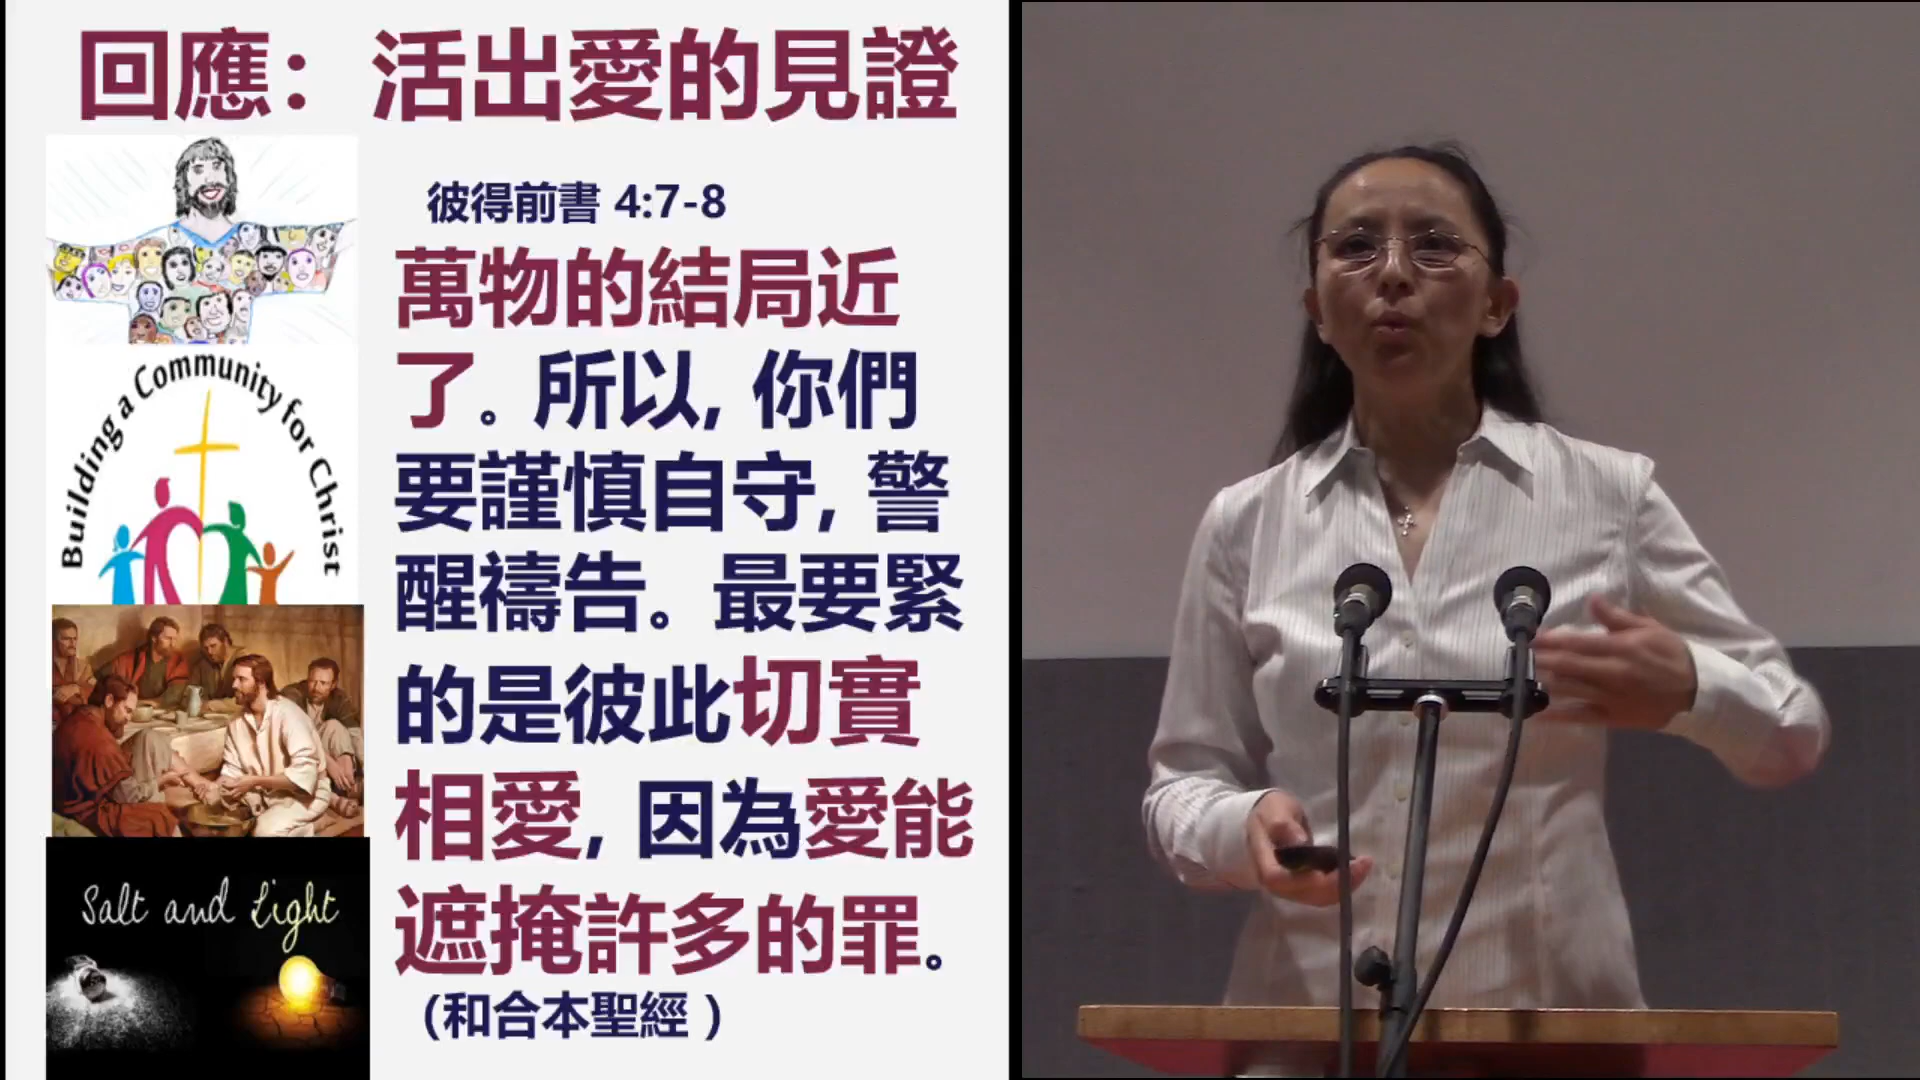 回應：活出愛的見證
彼得前書 4:7-8
萬物的結局近
了。所以, 你們
要謹慎自守, 警
醒禱告。最要緊
的是彼此切實
相愛, 因為愛能
遮掩許多的罪。
(和合本聖經 )
Building a Community for Christ
Salt and Light